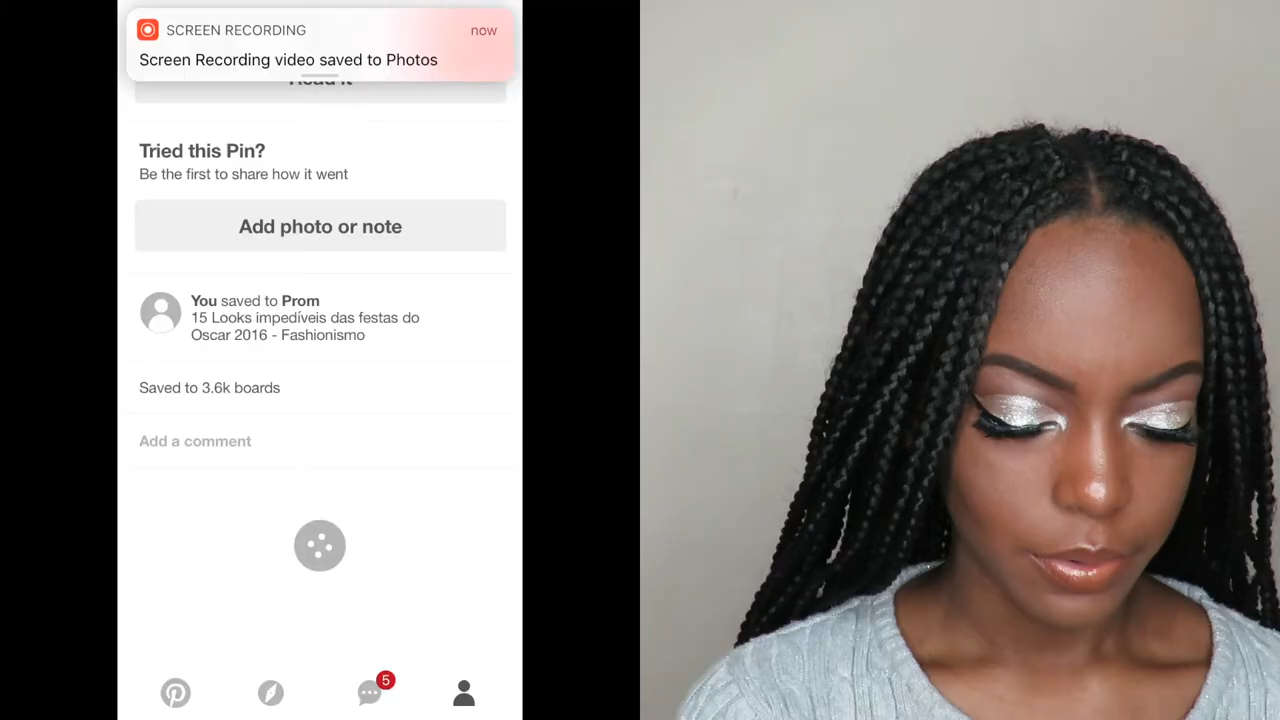 SCREEN RECORDING
now
Screen Recording video saved to Photos
Read it
Tried this Pin?
Be the first to share how it went
Add photo or note
You saved to Prom
15 Looks impedíveis das festas do
Oscar 2016 - Fashionismo
Saved to 3.6k boards
Add a comment
5